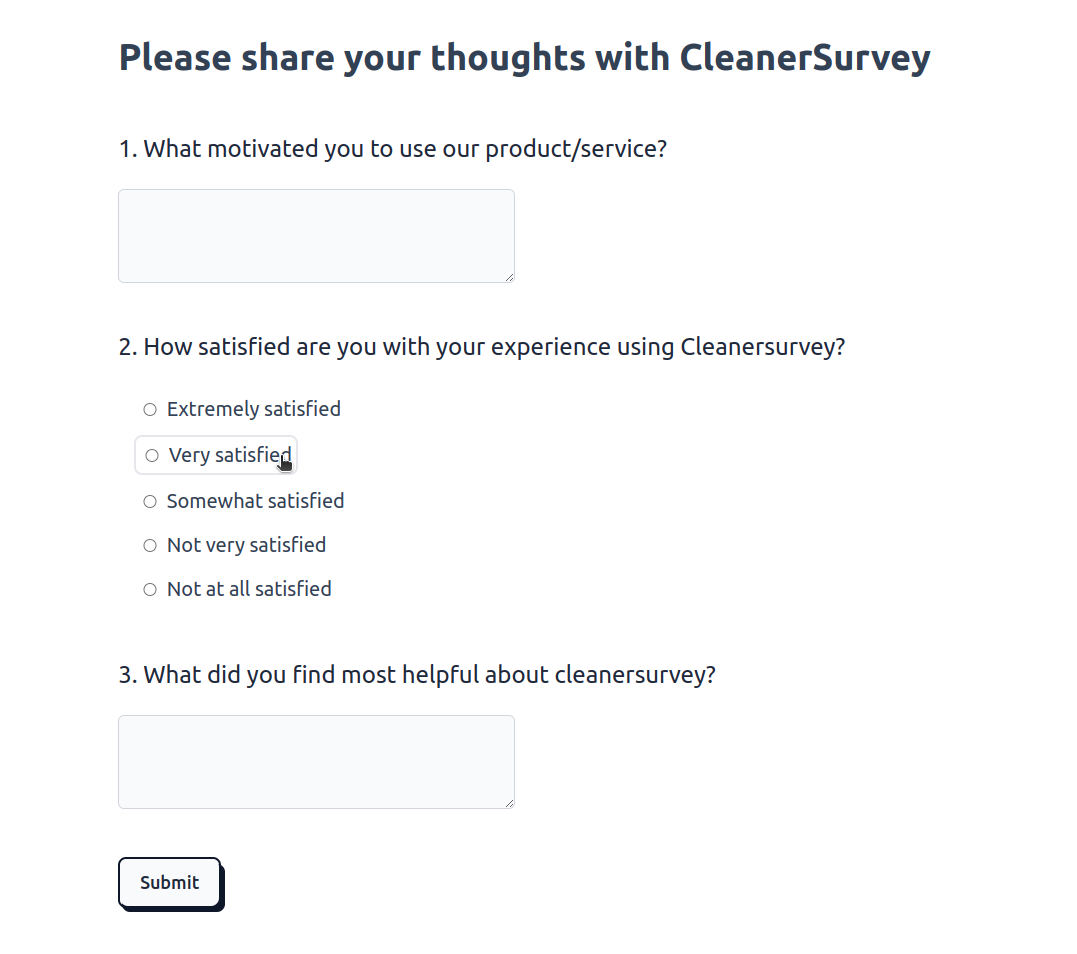 Please share your thoughts with CleanerSurvey
1. What motivated you to use our product/service?
2. How satisfied are you with your experience using Cleanersurvey?
Extremely satisfied
Very satisfied
Somewhat satisfied
Not very satisfied
Not at all satisfied
3. What did you find most helpful about cleanersurvey?
Submit